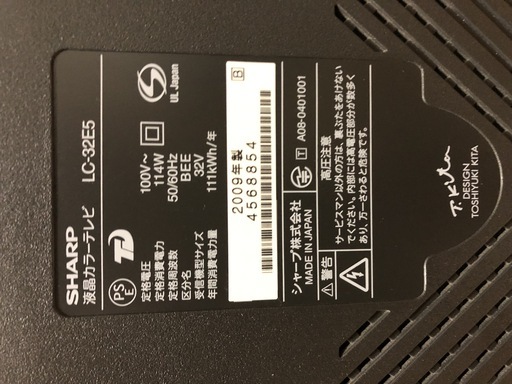 SHARP
液晶カラーテレビ LC-32E5
PS
E
UL Japan
定格電圧 100V～
定格消費電力 114W
定格周波数 50/60Hz
区分名 BEE
受信機型サイズ 32V
年間消費電力量 111kWh/年
2009年製 B
4568854
シャープ株式会社
MADE IN JAPAN
T A08-0401001
警告 高圧注意
サービスマン以外の方は、裏ぶたをあけない
でください。内部には高電圧部分が数多く
あり、万一さわると危険です。
T. Kita
DESIGN
TOSHIYUKI KITA